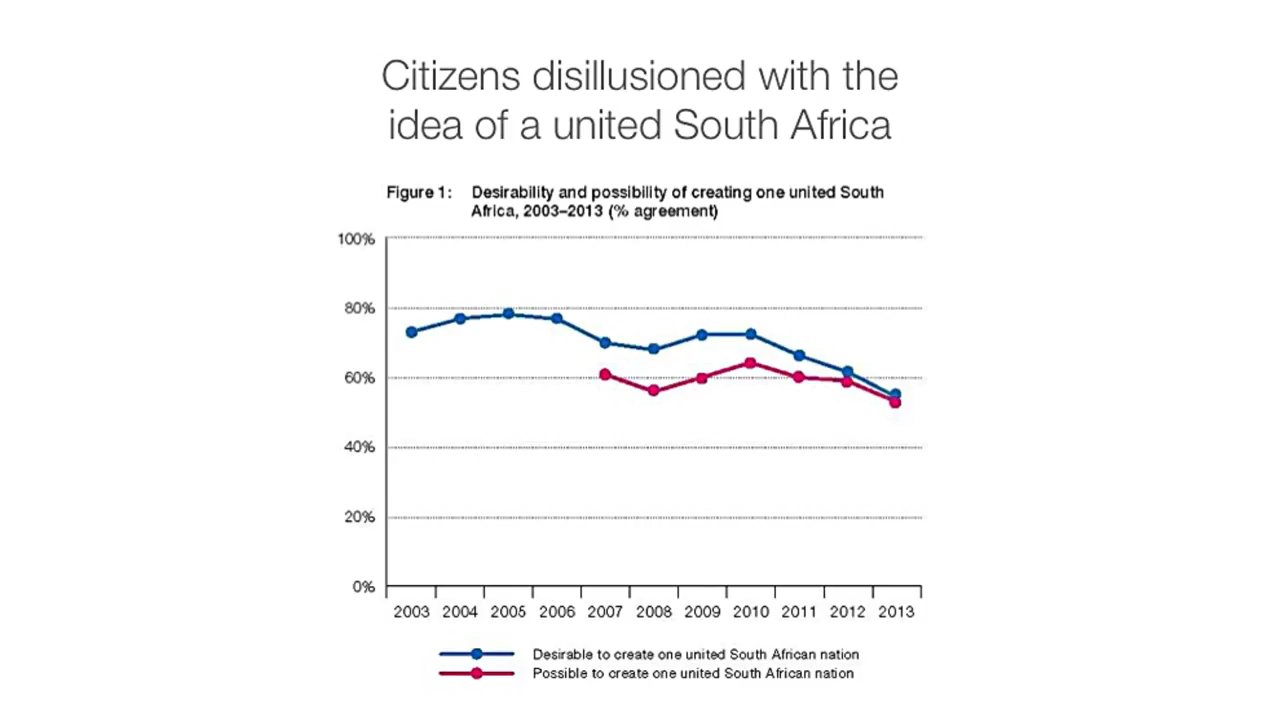 Citizens disillusioned with the
idea of a united South Africa
Figure 1: Desirability and possibility of creating one united South
Africa, 2003–2013 (% agreement)
100%
80%
60%
40%
20%
0%
2003 2004 2005 2006 2007 2008 2009 2010 2011 2012 2013
Desirable to create one united South African nation
Possible to create one united South African nation